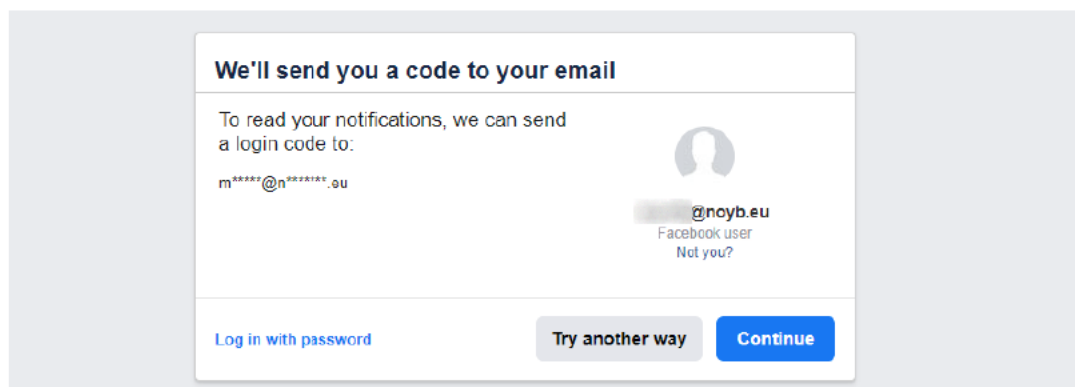 We'll send you a code to your email
To read your notifications, we can send
a login code to:
m*****@n*******.eu
@noyb.eu
Facebook user
Not you?
Log in with password
Try another way
Continue